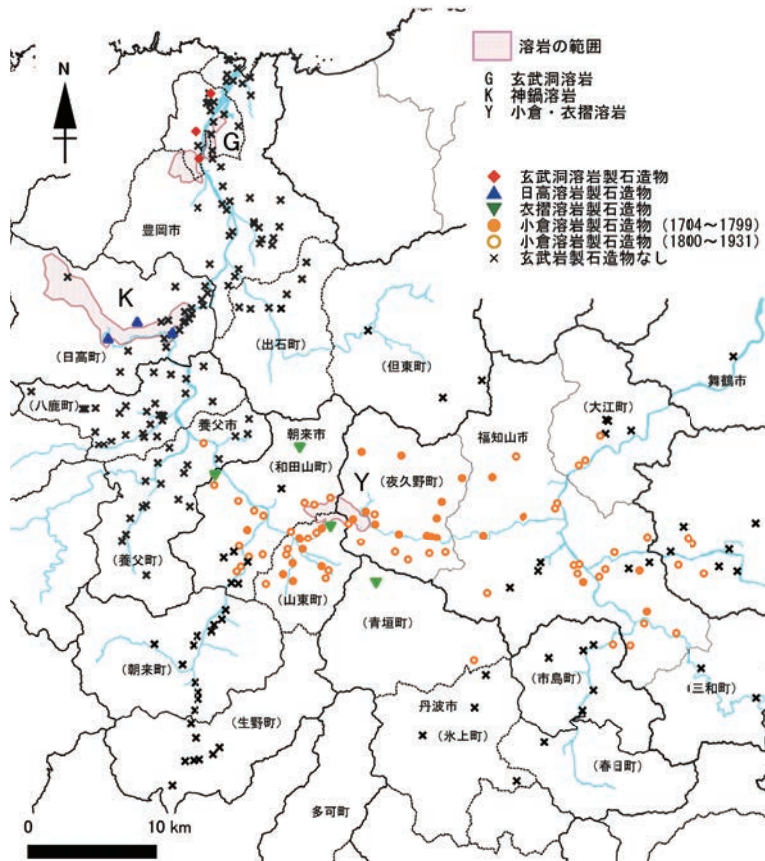 溶岩の範囲
N
G 玄武洞溶岩
K 神鍋溶岩
Y 小倉・衣摺溶岩
G
玄武洞溶岩製石造物
日高溶岩製石造物
衣摺溶岩製石造物
小倉溶岩製石造物（1704～1799）
小倉溶岩製石造物（1800～1931）
玄武岩製石造物なし
豊岡市
K
（日高町）
（出石町）
（但東町）
舞鶴市
（八鹿町）
（大江町）
養父市
朝来市
福知山市
（和田山町）
Y
（夜久野町）
（養父町）
（山東町）
（青垣町）
（朝来町）
（市島町）
（三和町）
丹波市
（生野町）
（氷上町）
（春日町）
多可町
0 10 km